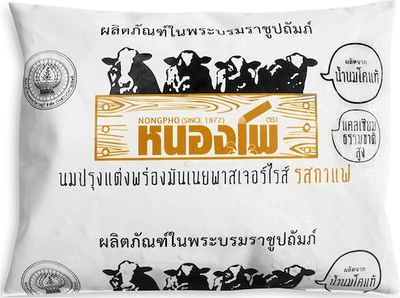 ผลิตภัณฑ์ในพระบรมราชูปถัมภ์
ผลิตจาก
น้ำนมโคแท้
NONGPHO (SINCE 1972)
ตรา
หนองโพ
แคลเซียม
ธรรมชาติ
สูง
นมปรุงแต่งพร่องมันเนยพาสเจอร์ไรส์ รสกาแฟ
ผลิตภัณฑ์ในพระบรมราชูปถัมภ์
ผลิตจาก
น้ำนมโคแท้